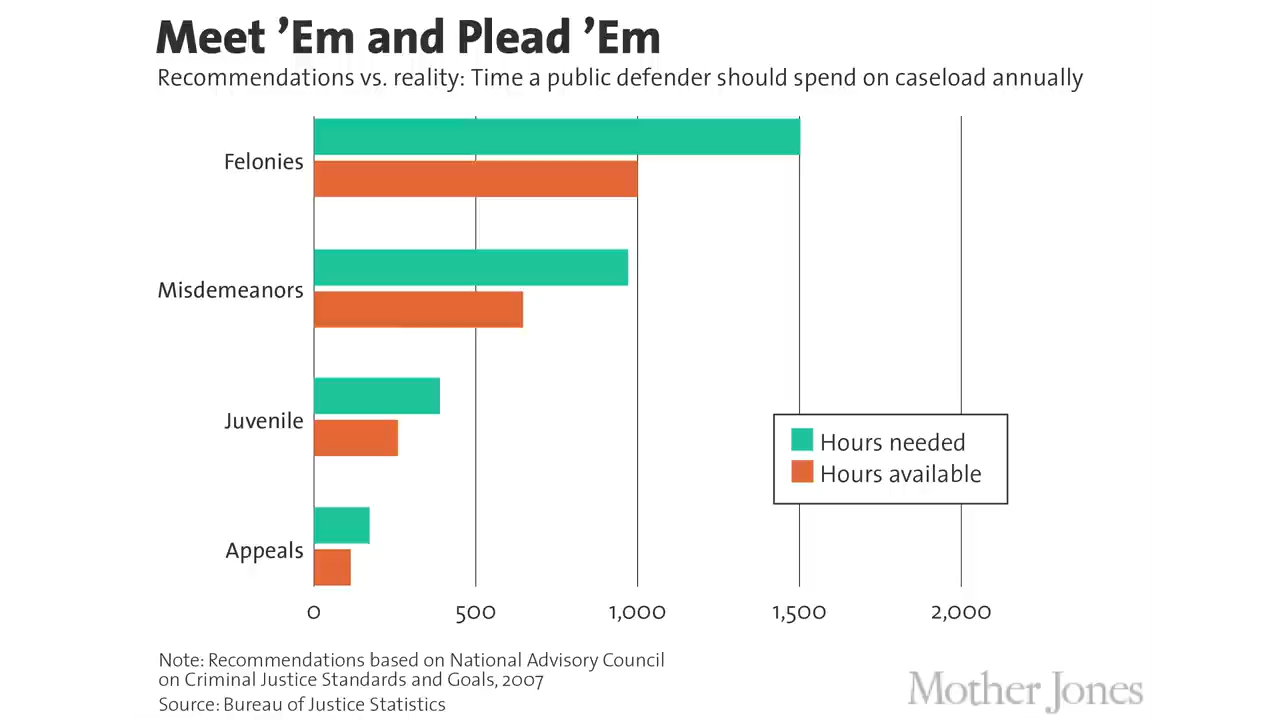 Meet ’Em and Plead ’Em
Recommendations vs. reality: Time a public defender should spend on caseload annually
Felonies
Misdemeanors
Juvenile
Appeals
Hours needed
Hours available
0 500 1,000 1,500 2,000
Note: Recommendations based on National Advisory Council
on Criminal Justice Standards and Goals, 2007
Source: Bureau of Justice Statistics
Mother Jones